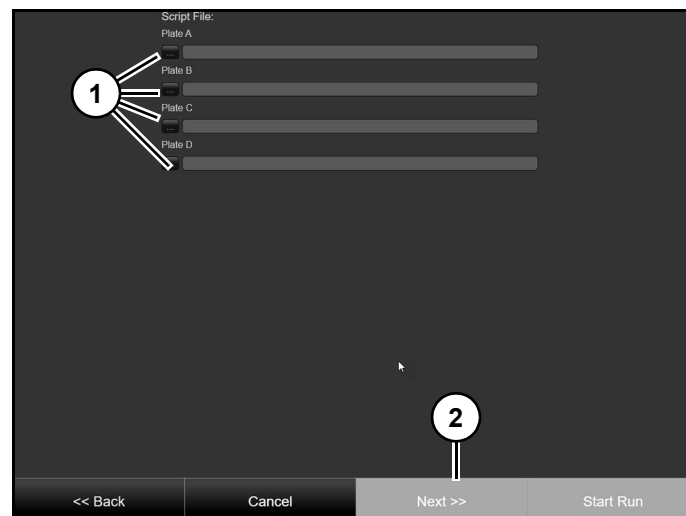 Script File:
Plate A
...
Plate B
...
Plate C
...
Plate D
1
2
<< Back
Cancel
Next >>
Start Run